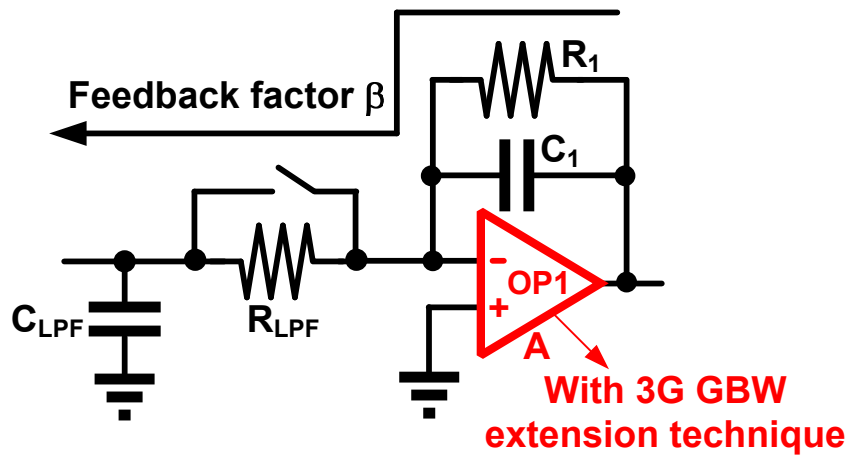 R1
Feedback factor β
C1
OP1
-
+
CLPF
RLPF
A
With 3G GBW
extension technique